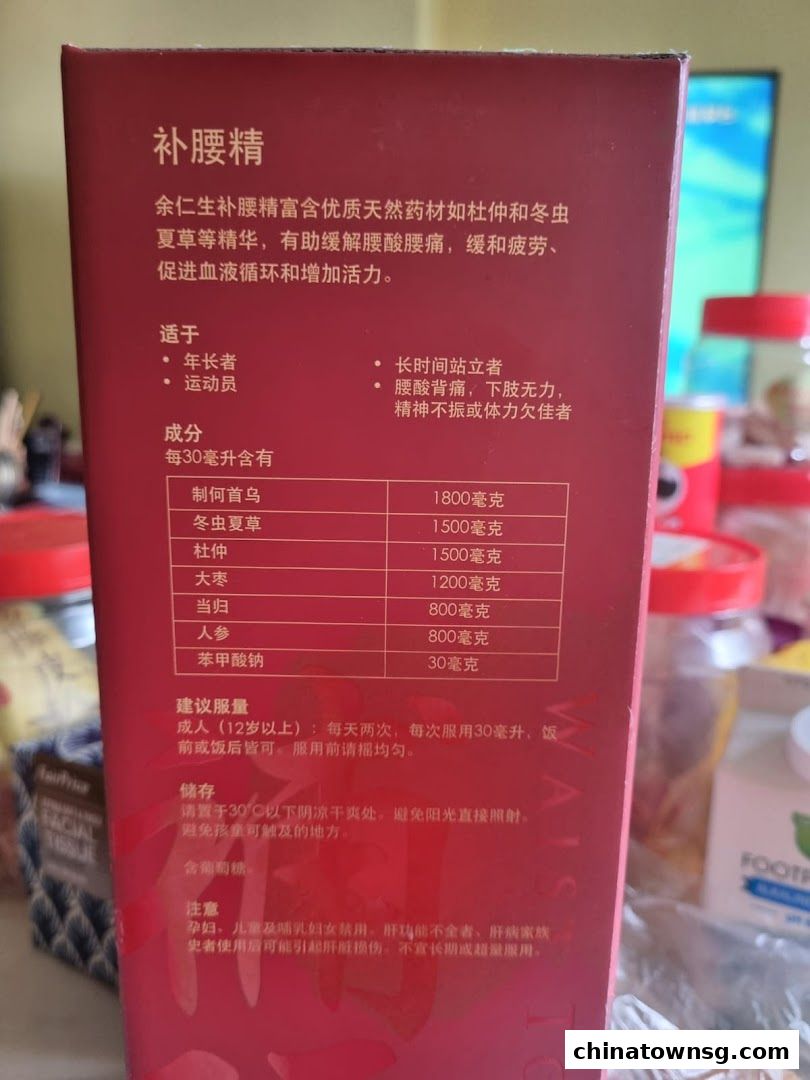 补腰精
余仁生补腰精富含优质天然药材如杜仲和冬虫
夏草等精华，有助缓解腰酸腰痛，缓和疲劳、
促进血液循环和增加活力。
适于
• 年长者
• 运动员
• 长时间站立者
• 腰酸背痛，下肢无力，
精神不振或体力欠佳者
成分
每30毫升含有
制何首乌 1800毫克
冬虫夏草 1500毫克
杜仲 1500毫克
大枣 1200毫克
当归 800毫克
人参 800毫克
苯甲酸钠 30毫克
建议服量
成人（12岁以上）：每天两次，每次服用30毫升，饭
前或饭后皆可。服用前请摇均匀。
储存
请置于30°C以下阴凉干爽处。避免阳光直接照射。
避免孩童可触及的地方。
含葡萄糖。
注意
孕妇、儿童及哺乳妇女禁用。肝功能不全者、肝病家族
史者使用后可能引起肝脏损伤。不宜长期或超量服用。
WAIST TO
FairPrice
FACIAL
TISSUE
FOOTP
chinatownsg.com